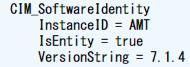 CIM_SoftwareIdentity
InstanceID = AMT
IsEntity = true
VersionString = 7.1.4